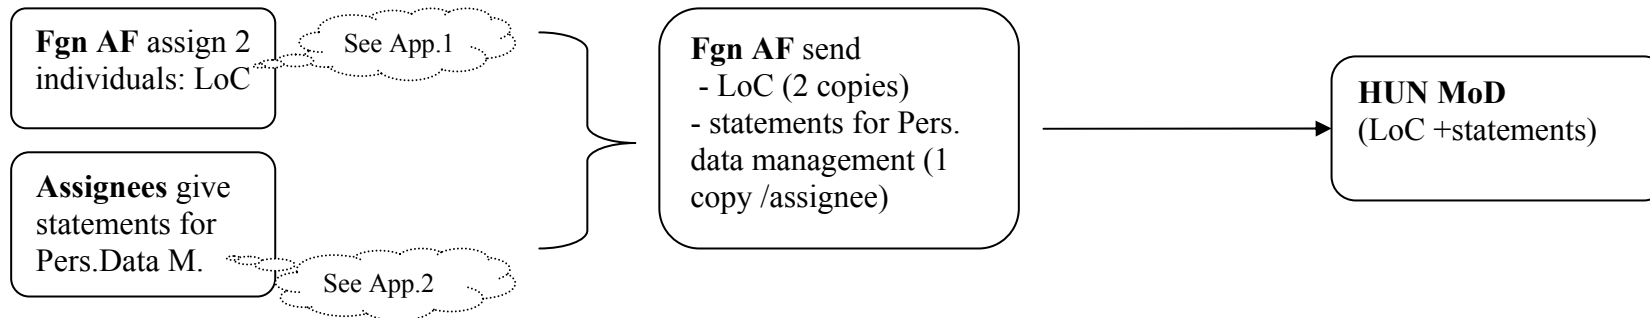 Fgn AF assign 2
individuals: LoC
See App.1
Assignees give
statements for
Pers.Data M.
See App.2
Fgn AF send
- LoC (2 copies)
- statements for Pers.
data management (1
copy /assignee)
HUN MoD
(LoC +statements)